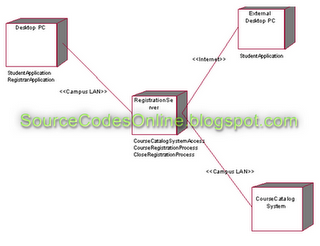 Desktop PC
External
Desktop PC
StudentApplication
RegistrarApplication
StudentApplication
<<Internet>>
<<Campus LAN>>
RegistrationSe
rver
SourceCodesOnline.blogspot.com
CourseCatalogSystemAccess
CourseRegistrationProcess
CloseRegistrationProcess
<<Campus LAN>>
CourseCatalog
System